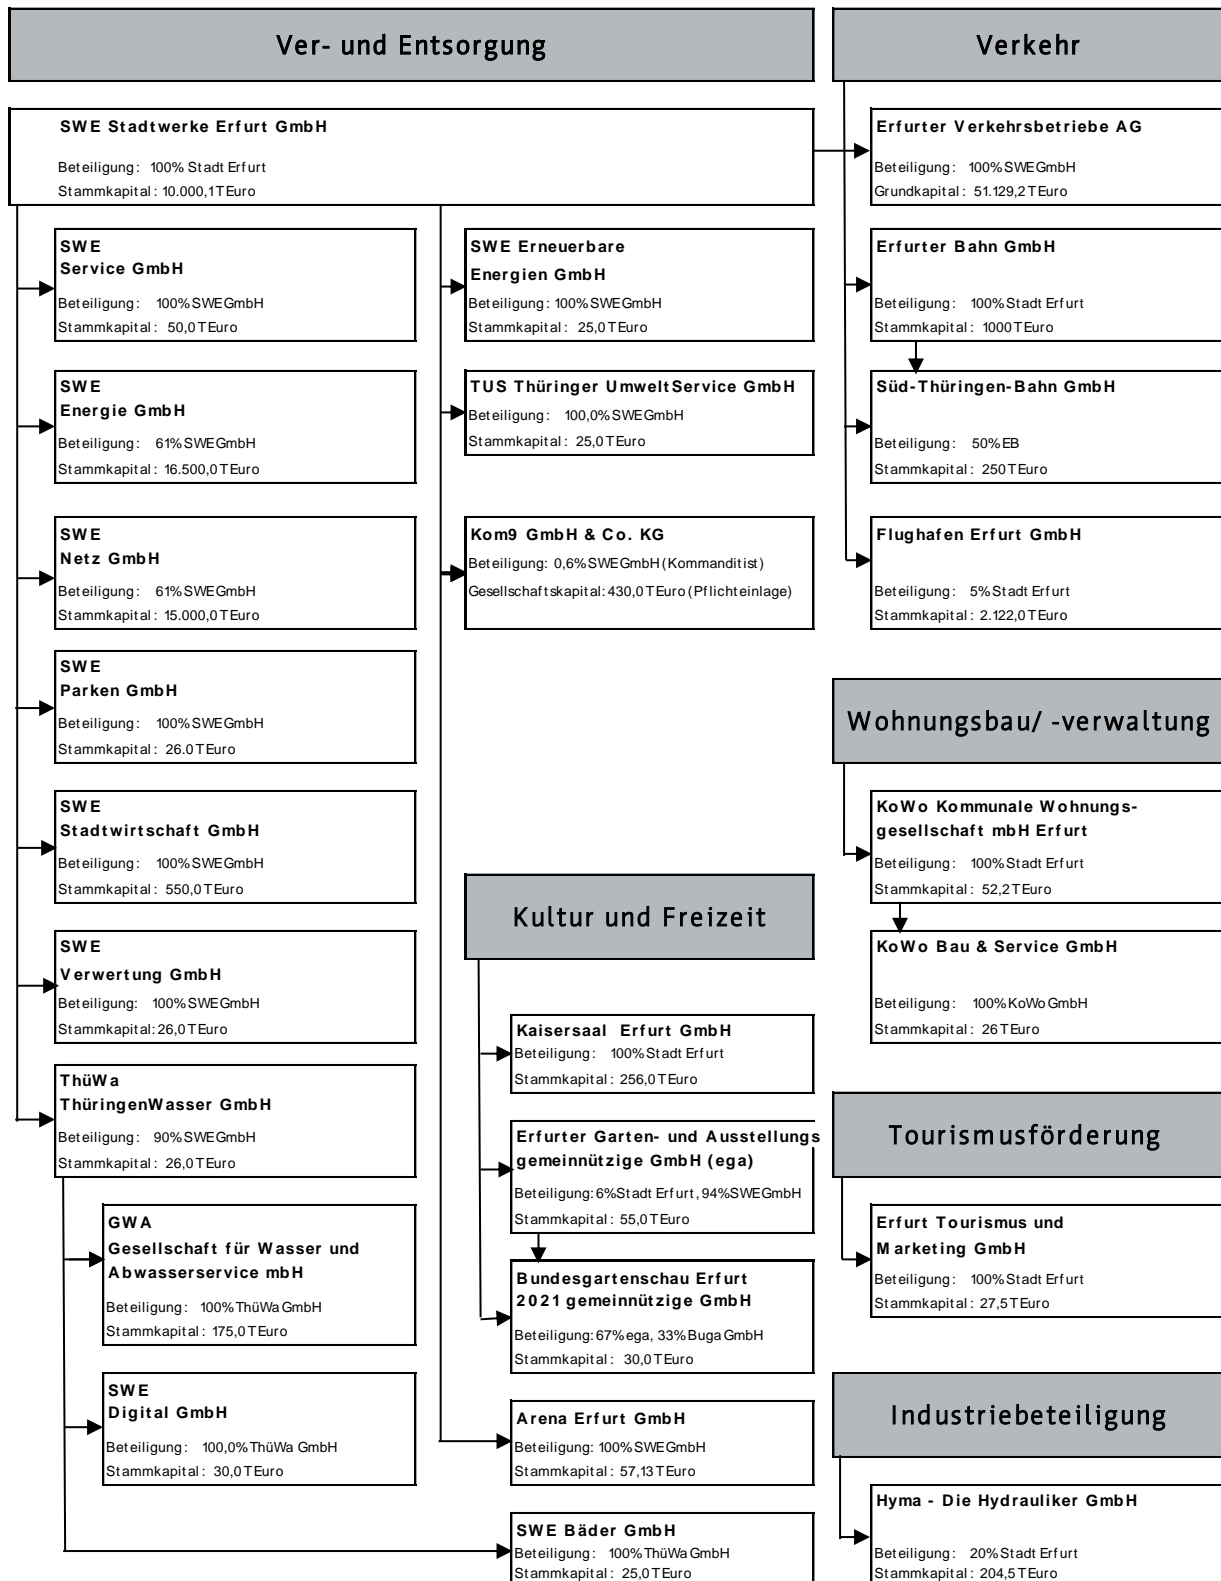 Ver- und Entsorgung
SWE Stadtwerke Erfurt GmbH
Beteiligung: 100% Stadt Erfurt
Stammkapital: 10.000,1 TEuro
SWE
Service GmbH
Beteiligung: 100% SWE GmbH
Stammkapital: 50,0 TEuro
SWE
Energie GmbH
Beteiligung: 61% SWE GmbH
Stammkapital: 16.500,0 TEuro
SWE
Netz GmbH
Beteiligung: 61% SWE GmbH
Stammkapital: 15.000,0 TEuro
SWE
Parken GmbH
Beteiligung: 100% SWE GmbH
Stammkapital: 26.0 TEuro
SWE
Stadtwirtschaft GmbH
Beteiligung: 100% SWE GmbH
Stammkapital: 550,0 TEuro
SWE
Verwertung GmbH
Beteiligung: 100% SWE GmbH
Stammkapital: 26,0 TEuro
ThüWa
ThüringenWasser GmbH
Beteiligung: 90% SWE GmbH
Stammkapital: 26,0 TEuro
GWA
Gesellschaft für Wasser und
Abwasserservice mbH
Beteiligung: 100% ThüWa GmbH
Stammkapital: 175,0 TEuro
SWE
Digital GmbH
Beteiligung: 100,0% ThüWa GmbH
Stammkapital: 30,0 TEuro
SWE Erneuerbare
Energien GmbH
Beteiligung: 100% SWE GmbH
Stammkapital: 25,0 TEuro
TUS Thüringer UmweltService GmbH
Beteiligung: 100,0% SWE GmbH
Stammkapital: 25,0 TEuro
Kom9 GmbH & Co. KG
Beteiligung: 0,6% SWE GmbH (Kommanditist)
Gesellschaftskapital: 430,0 TEuro (Pflichteinlage)
Kultur und Freizeit
Kaisersaal Erfurt GmbH
Beteiligung: 100% Stadt Erfurt
Stammkapital: 256,0 TEuro
Erfurter Garten- und Ausstellungs
gemeinnützige GmbH (ega)
Beteiligung: 6% Stadt Erfurt, 94% SWE GmbH
Stammkapital: 55,0 TEuro
Bundesgartenschau Erfurt
2021 gemeinnützige GmbH
Beteiligung: 67% ega, 33% Buga GmbH
Stammkapital: 30,0 TEuro
Arena Erfurt GmbH
Beteiligung: 100% SWE GmbH
Stammkapital: 57,13 TEuro
SWE Bäder GmbH
Beteiligung: 100% ThüWa GmbH
Stammkapital: 25,0 TEuro
Verkehr
Erfurter Verkehrsbetriebe AG
Beteiligung: 100% SWE GmbH
Grundkapital: 51.129,2 TEuro
Erfurter Bahn GmbH
Beteiligung: 100% Stadt Erfurt
Stammkapital: 1000 TEuro
Süd-Thüringen-Bahn GmbH
Beteiligung: 50% EB
Stammkapital: 250 TEuro
Flughafen Erfurt GmbH
Beteiligung: 5% Stadt Erfurt
Stammkapital: 2.122,0 TEuro
Wohnungsbau/ -verwaltung
KoWo Kommunale Wohnungs-
gesellschaft mbH Erfurt
Beteiligung: 100% Stadt Erfurt
Stammkapital: 52,2 TEuro
KoWo Bau & Service GmbH
Beteiligung: 100% KoWo GmbH
Stammkapital: 26 TEuro
Tourismusförderung
Erfurt Tourismus und
Marketing GmbH
Beteiligung: 100% Stadt Erfurt
Stammkapital: 27,5 TEuro
Industriebeteiligung
Hyma - Die Hydrauliker GmbH
Beteiligung: 20% Stadt Erfurt
Stammkapital: 204,5 TEuro